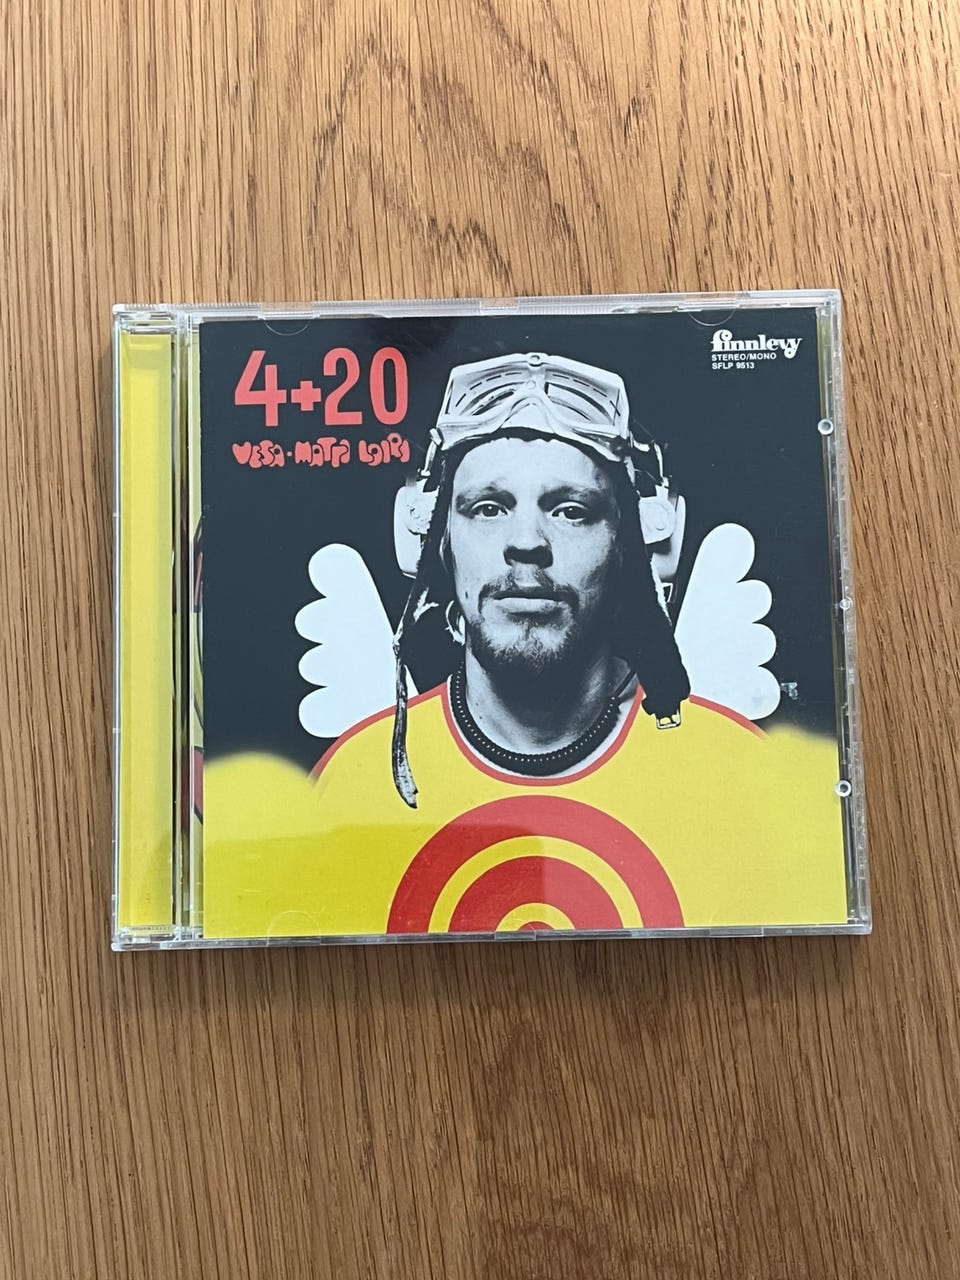 4+20
VESA-MATTI LOIRI
finnlevy
STEREO/MONO
SFLP 9513